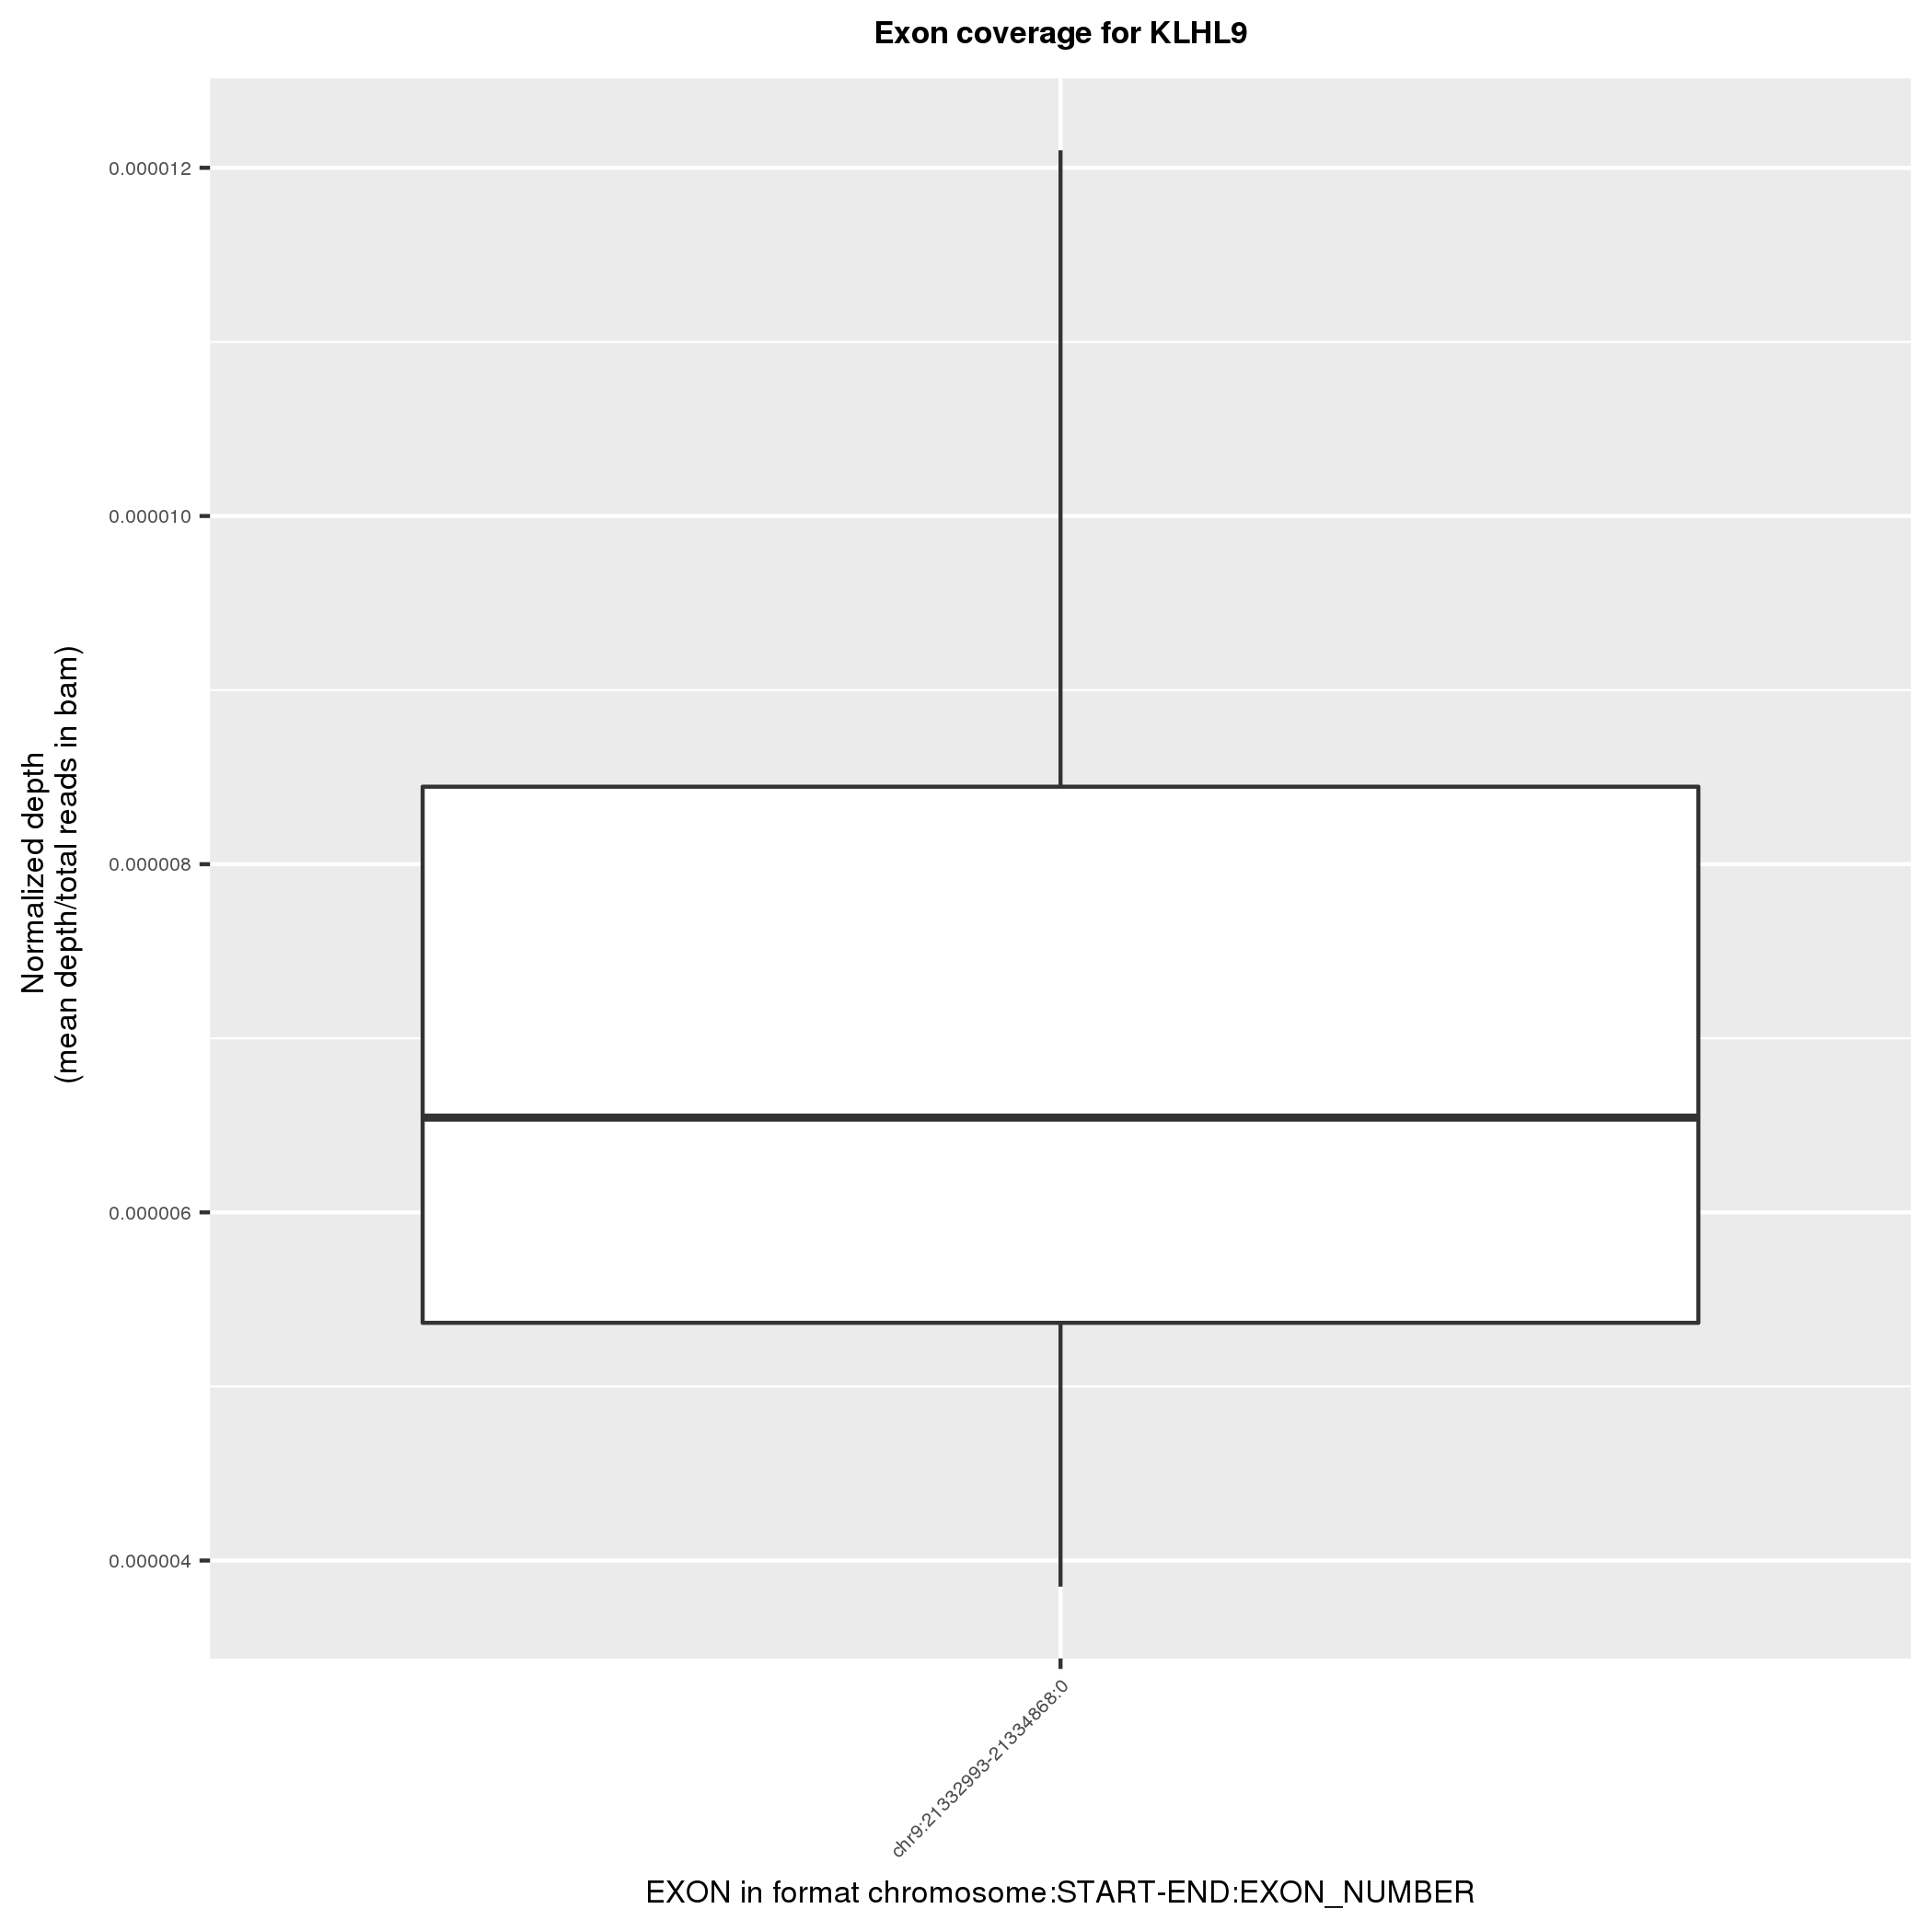 Exon coverage for KLHL9
Normalized depth
(mean depth/total reads in bam)
0.000012
0.000010
0.000008
0.000006
0.000004
chr9:21332993-21334868:0
EXON in format chromosome:START-END:EXON_NUMBER